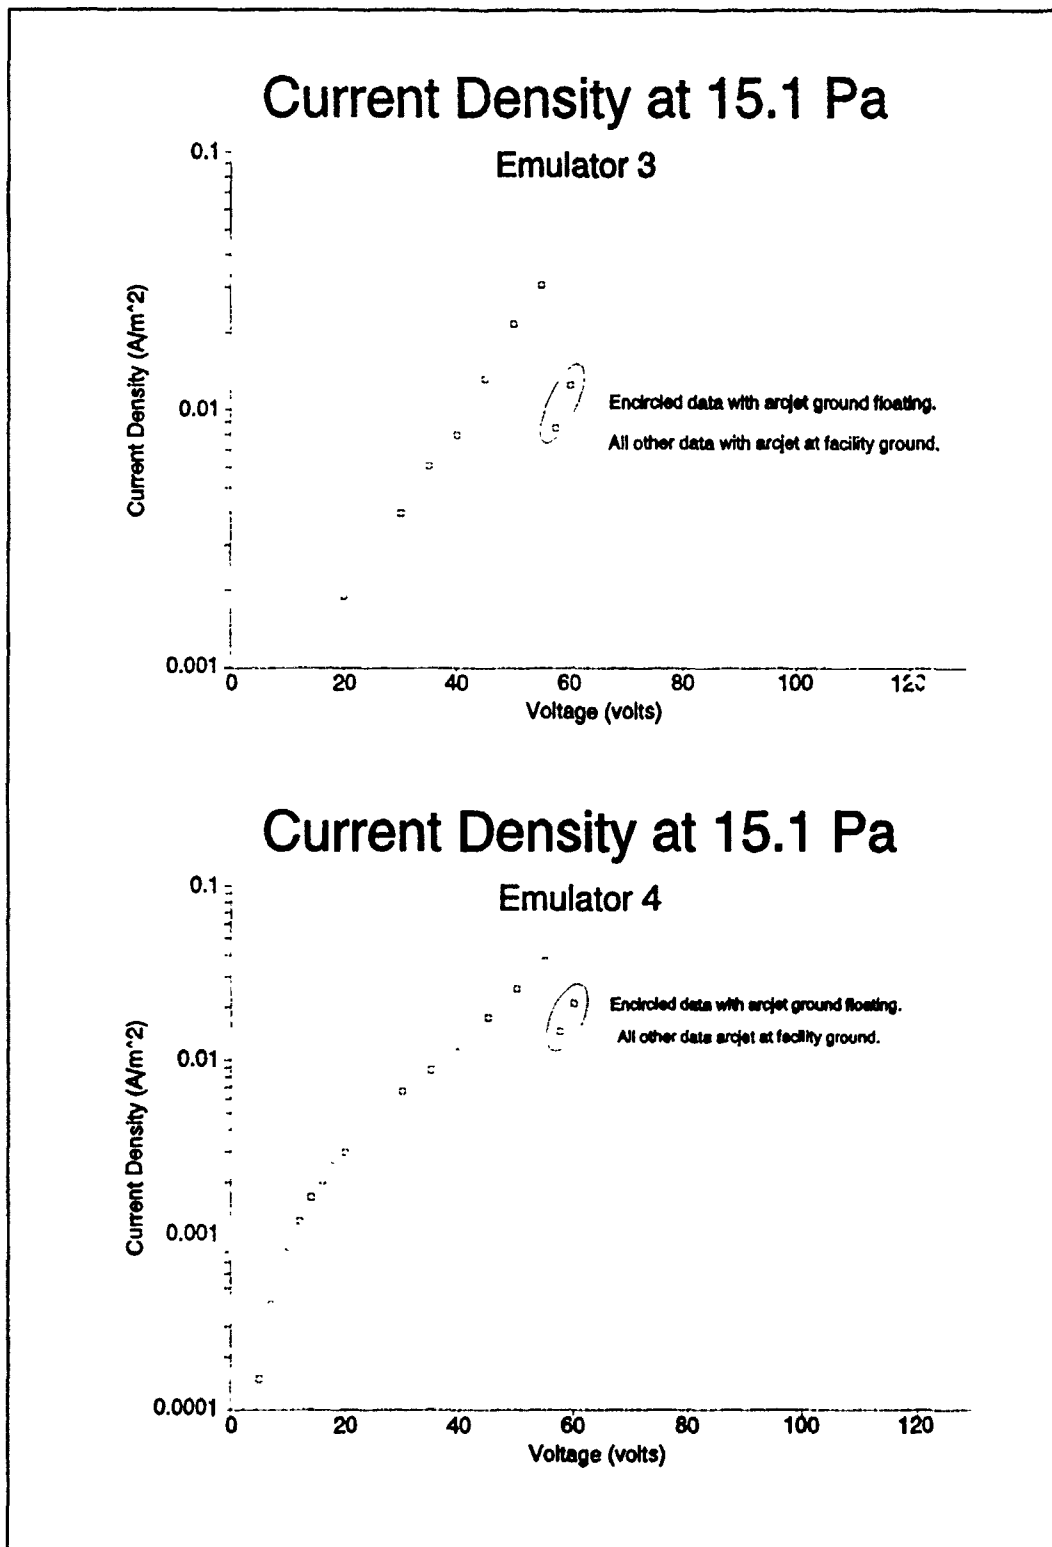 Current Density at 15.1 Pa
Emulator 3
0.1
0.01
0.001
Current Density (A/m^2)
Encircled data with arcjet ground floating.
All other data with arcjet at facility ground.
0 20 40 60 80 100 120
Voltage (volts)
Current Density at 15.1 Pa
Emulator 4
0.1
0.01
0.001
0.0001
Current Density (A/m^2)
Encircled data with arcjet ground floating.
All other data arcjet at facility ground.
0 20 40 60 80 100 120
Voltage (volts)